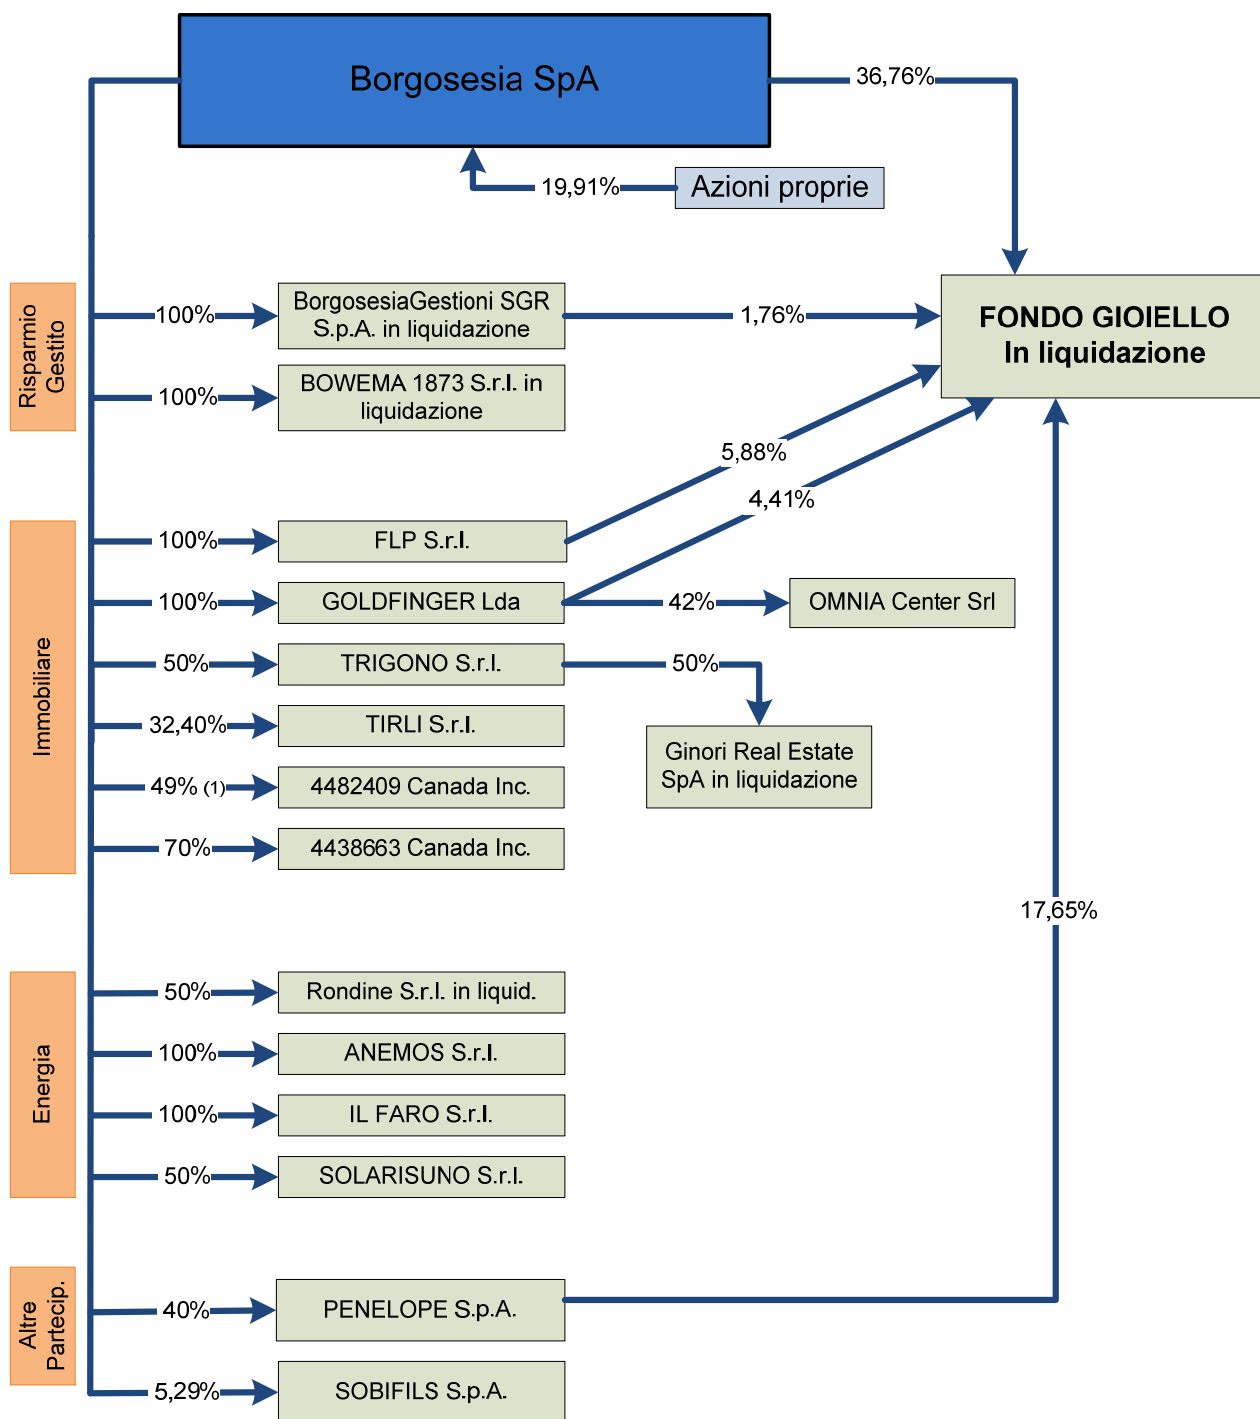 Borgosesia SpA
36,76%
19,91%
Azioni proprie
Risparmio
Gestito
100%
BorgosesiaGestioni SGR
S.p.A. in liquidazione
1,76%
FONDO GIOIELLO
In liquidazione
100%
BOWEMA 1873 S.r.l. in
liquidazione
5,88%
4,41%
Immobiliare
100%
FLP S.r.l.
100%
GOLDFINGER Lda
42%
OMNIA Center Srl
50%
TRIGONO S.r.l.
50%
32,40%
TIRLI S.r.l.
Ginori Real Estate
SpA in liquidazione
49% (1)
4482409 Canada Inc.
70%
4438663 Canada Inc.
17,65%
Energia
50%
Rondine S.r.l. in liquid.
100%
ANEMOS S.r.l.
100%
IL FARO S.r.l.
50%
SOLARISUNO S.r.l.
Altre
Partecip.
40%
PENELOPE S.p.A.
5,29%
SOBIFILS S.p.A.